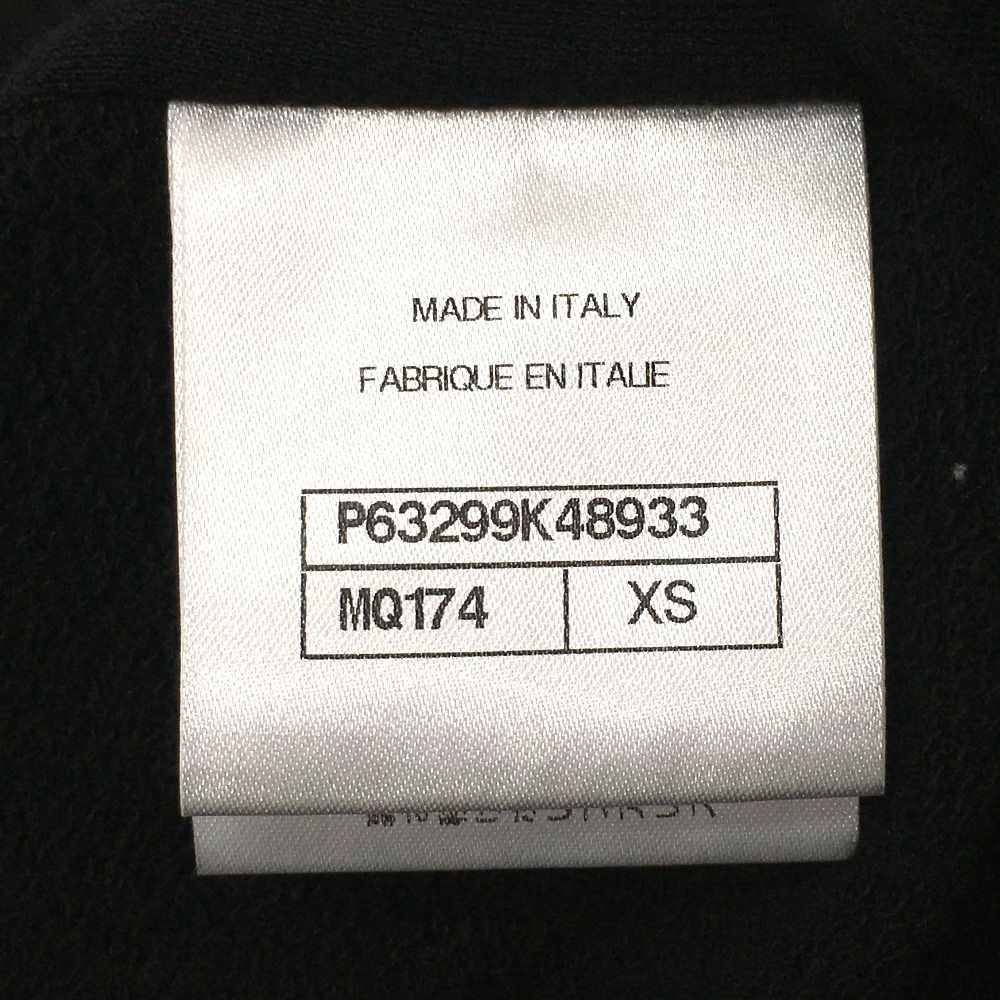 MADE IN ITALY
FABRIQUE EN ITALIE
P63299K48933
MQ174 XS